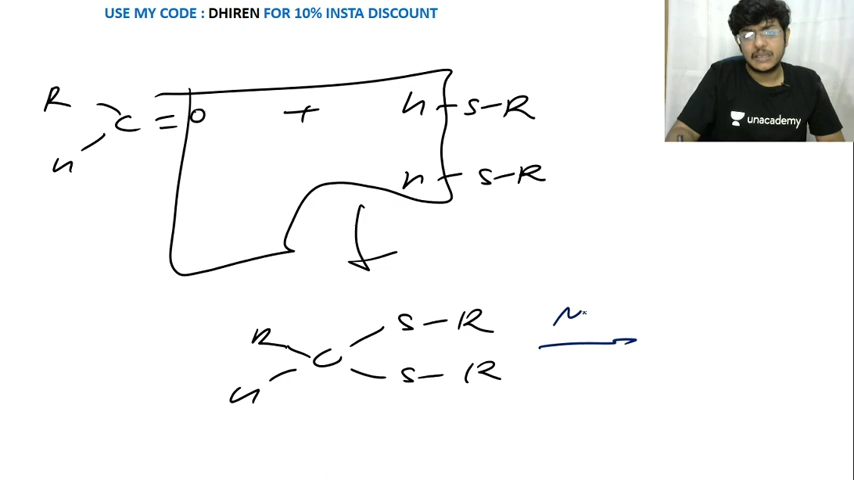 USE MY CODE : DHIREN FOR 10% INSTA DISCOUNT
unacademy
R
C = O + H - S - R
H
H - S - R
R
C
S - R
H
S - R
N